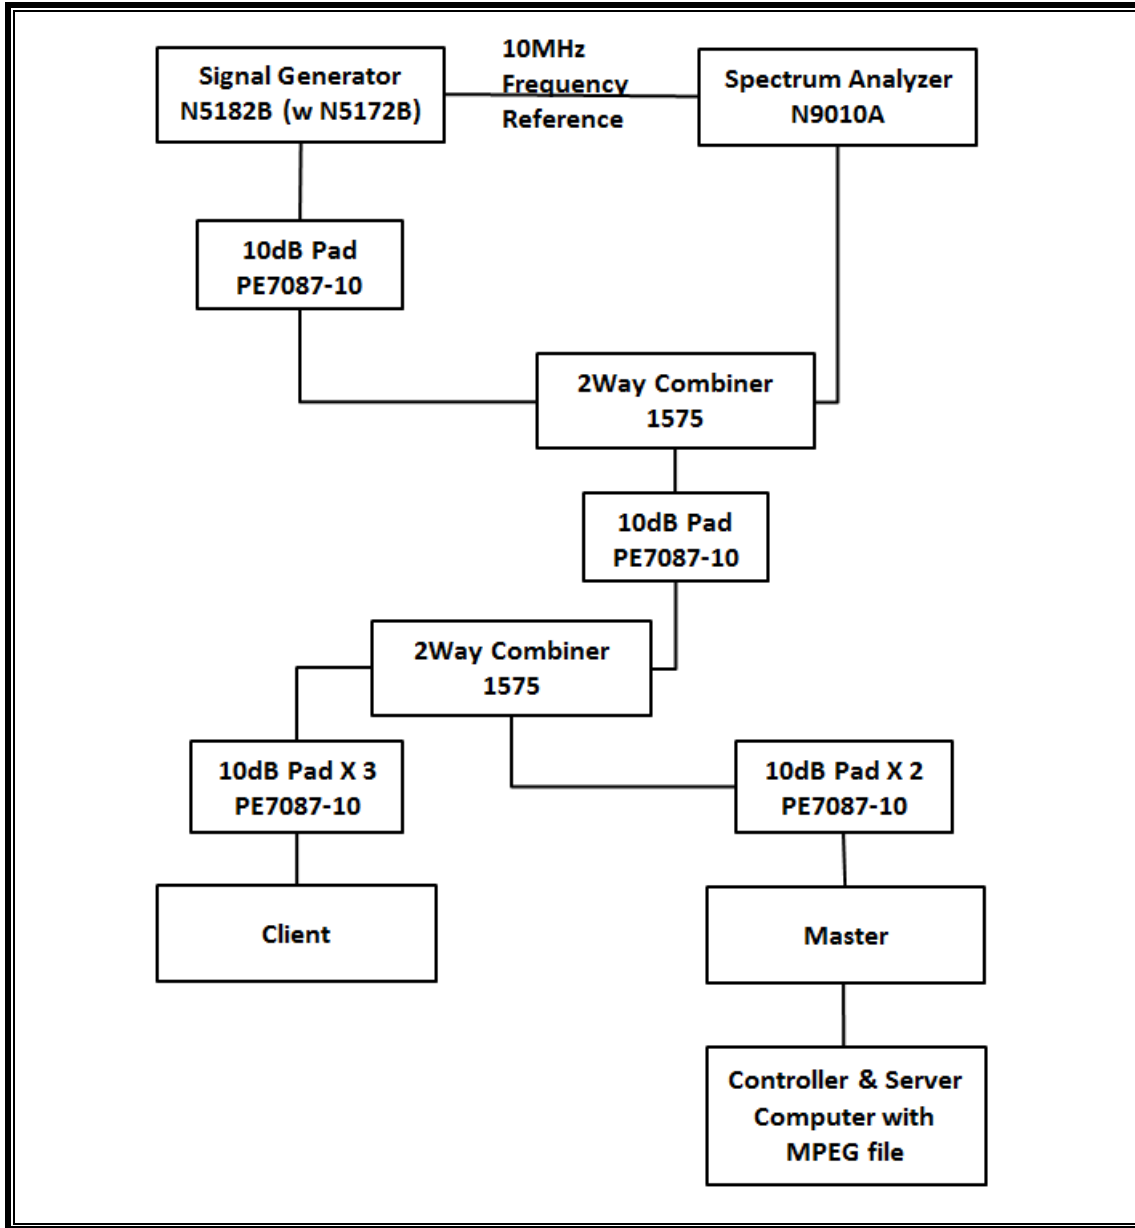 Signal Generator
N5182B (w N5172B)
10MHz
Frequency
Reference
Spectrum Analyzer
N9010A
10dB Pad
PE7087-10
2Way Combiner
1575
10dB Pad
PE7087-10
2Way Combiner
1575
10dB Pad X 3
PE7087-10
10dB Pad X 2
PE7087-10
Client
Master
Controller & Server
Computer with
MPEG file